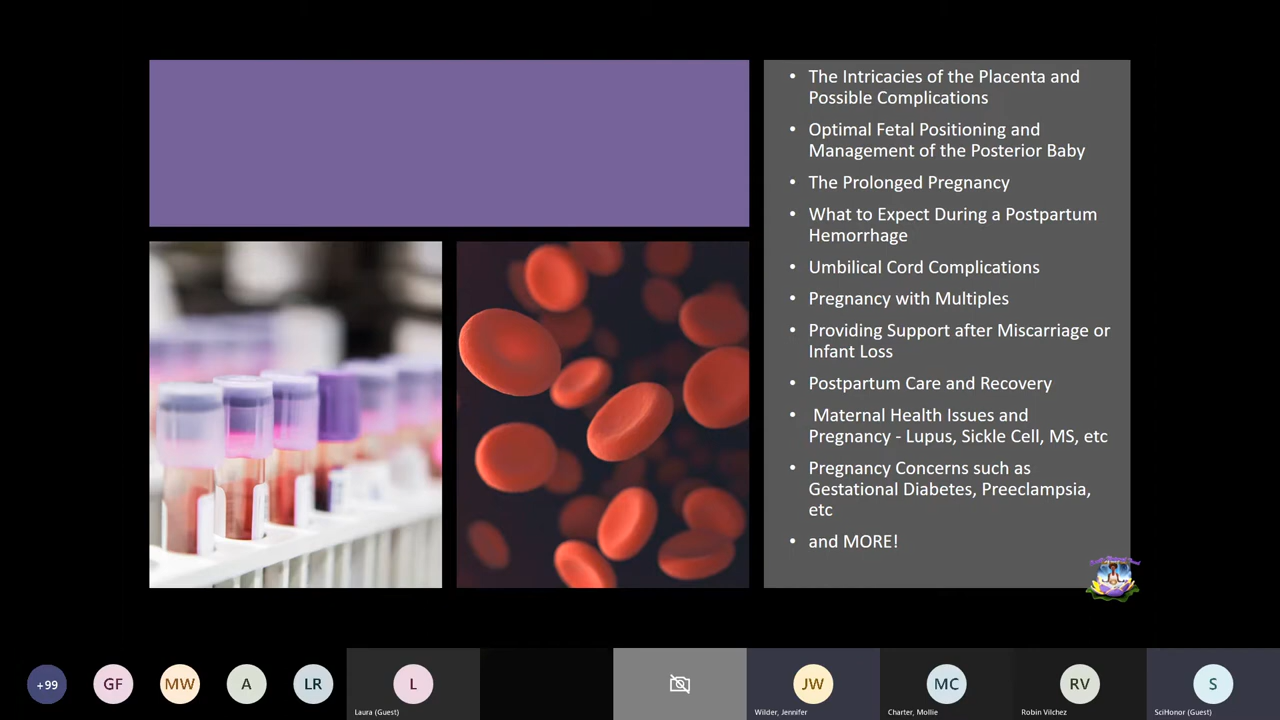 • The Intricacies of the Placenta and
Possible Complications
• Optimal Fetal Positioning and
Management of the Posterior Baby
• The Prolonged Pregnancy
• What to Expect During a Postpartum
Hemorrhage
• Umbilical Cord Complications
• Pregnancy with Multiples
• Providing Support after Miscarriage or
Infant Loss
• Postpartum Care and Recovery
• Maternal Health Issues and
Pregnancy - Lupus, Sickle Cell, MS, etc
• Pregnancy Concerns such as
Gestational Diabetes, Preeclampsia,
etc
• and MORE!
+99 GF MW A LR L JW MC RV S
Laura (Guest) Wilder, Jennifer Charter, Mollie Robin Vilchez SciHonor (Guest)